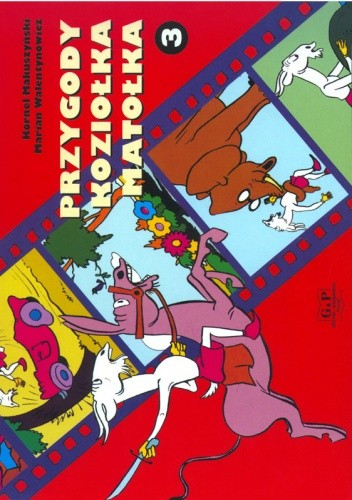 Kornel Makuszyński
Marian Walentynowicz
PRZYGODY
KOZIOŁKA
MATOŁKA
3
G&P